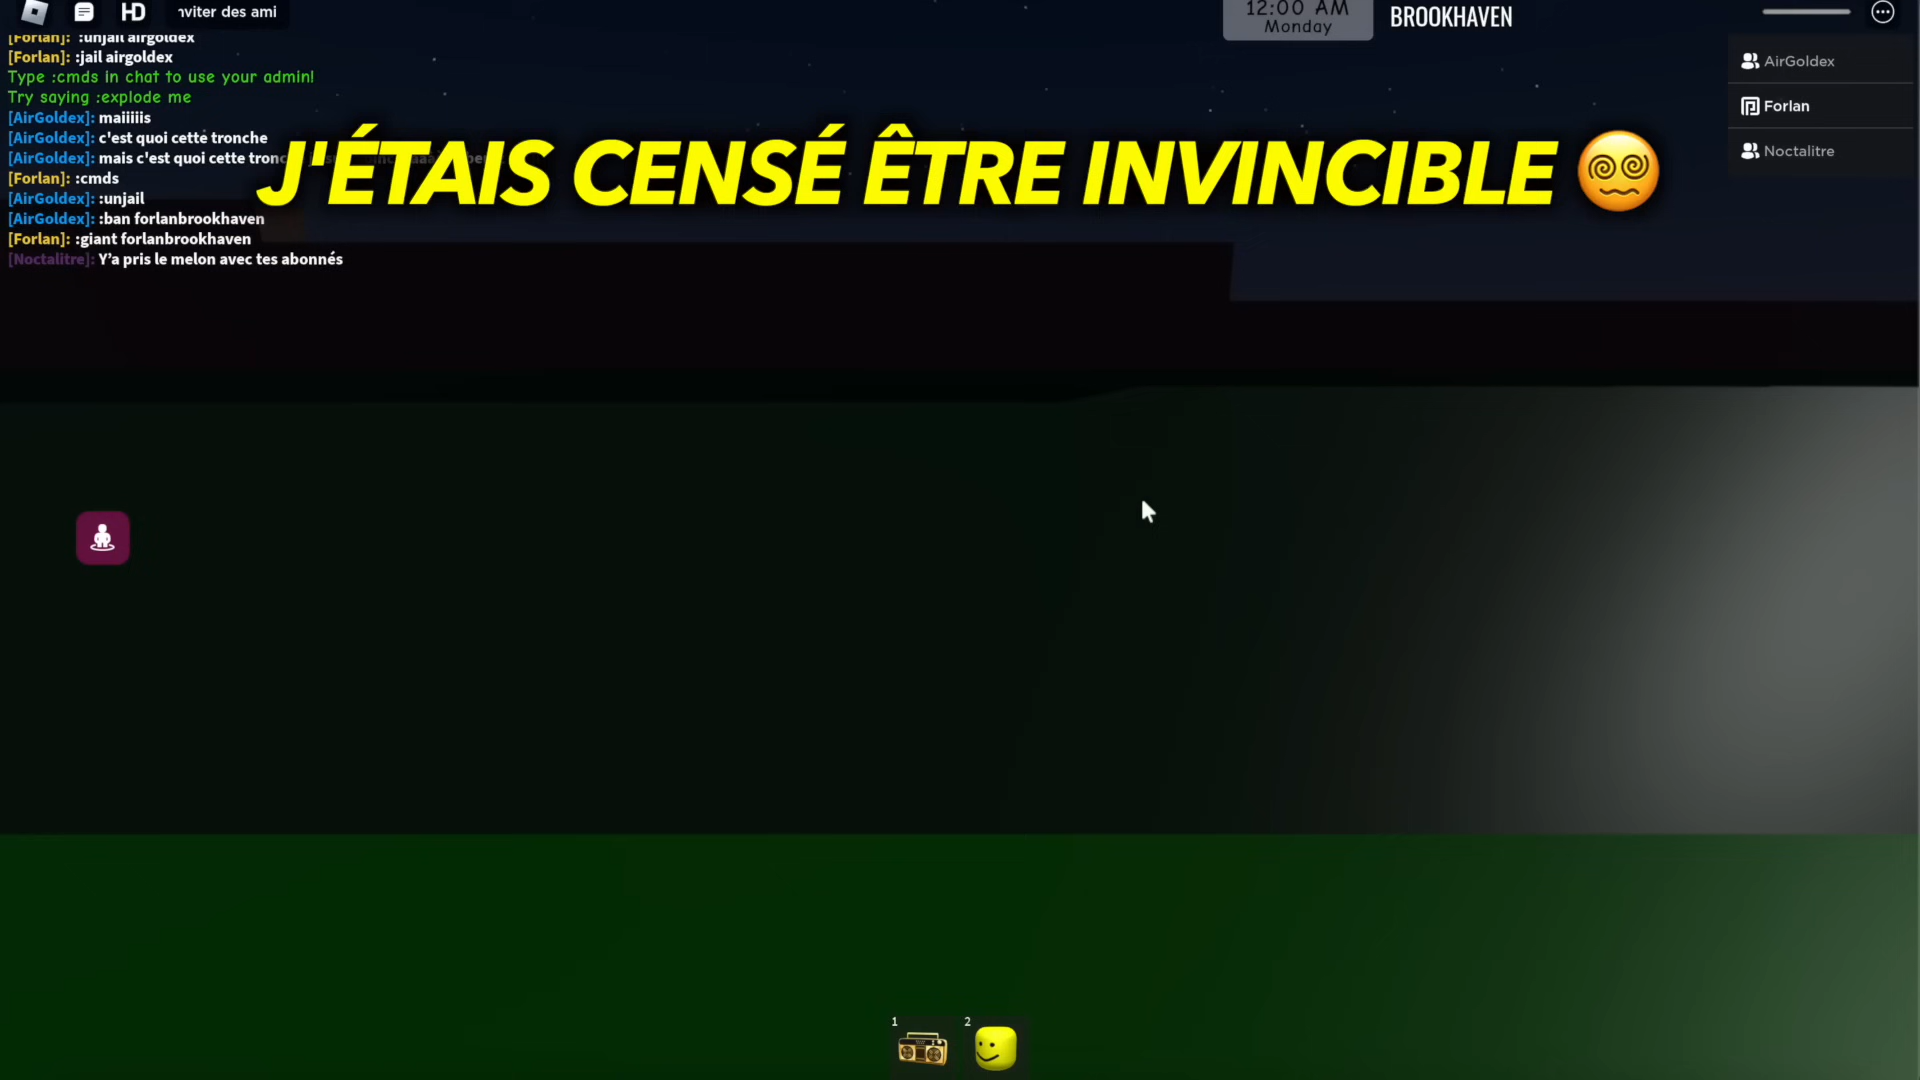 HD
nviter des ami
12:00 AM
Monday
BROOKHAVEN
[Forlan]: :unjail airgoldex
[Forlan]: :jail airgoldex
Type :cmds in chat to use your admin!
Try saying :explode me
[AirGoldex]: maiiiiis
[AirGoldex]: c'est quoi cette tronche
[AirGoldex]: mais c'est quoi cette tronc
[Forlan]: :cmds
[AirGoldex]: :unjail
[AirGoldex]: :ban forlanbrookhaven
[Forlan]: :giant forlanbrookhaven
[Noctalitre]: Y'a pris le melon avec tes abonnés
J'ÉTAIS CENSÉ ÊTRE INVINCIBLE
AirGoldex
Forlan
Noctalitre
1
2